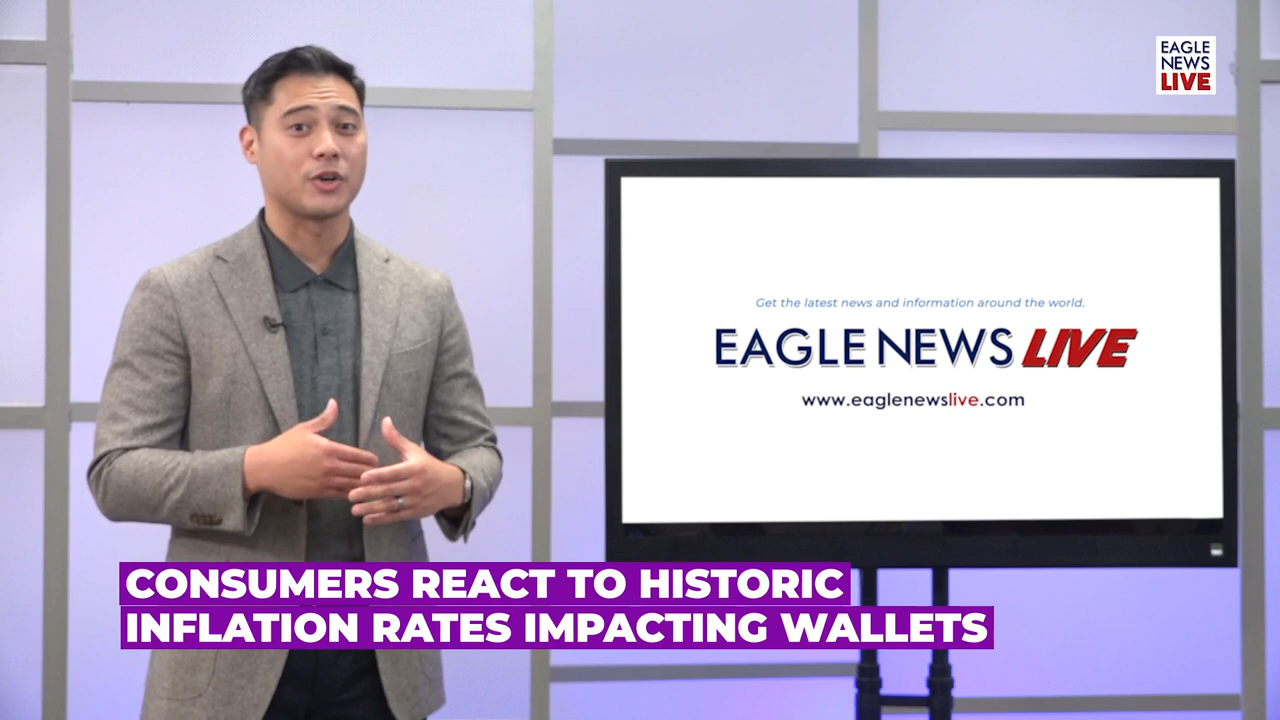 EAGLE
NEWS
LIVE
Get the latest news and information around the world.
EAGLE NEWS LIVE
www.eaglenewslive.com
CONSUMERS REACT TO HISTORIC
INFLATION RATES IMPACTING WALLETS